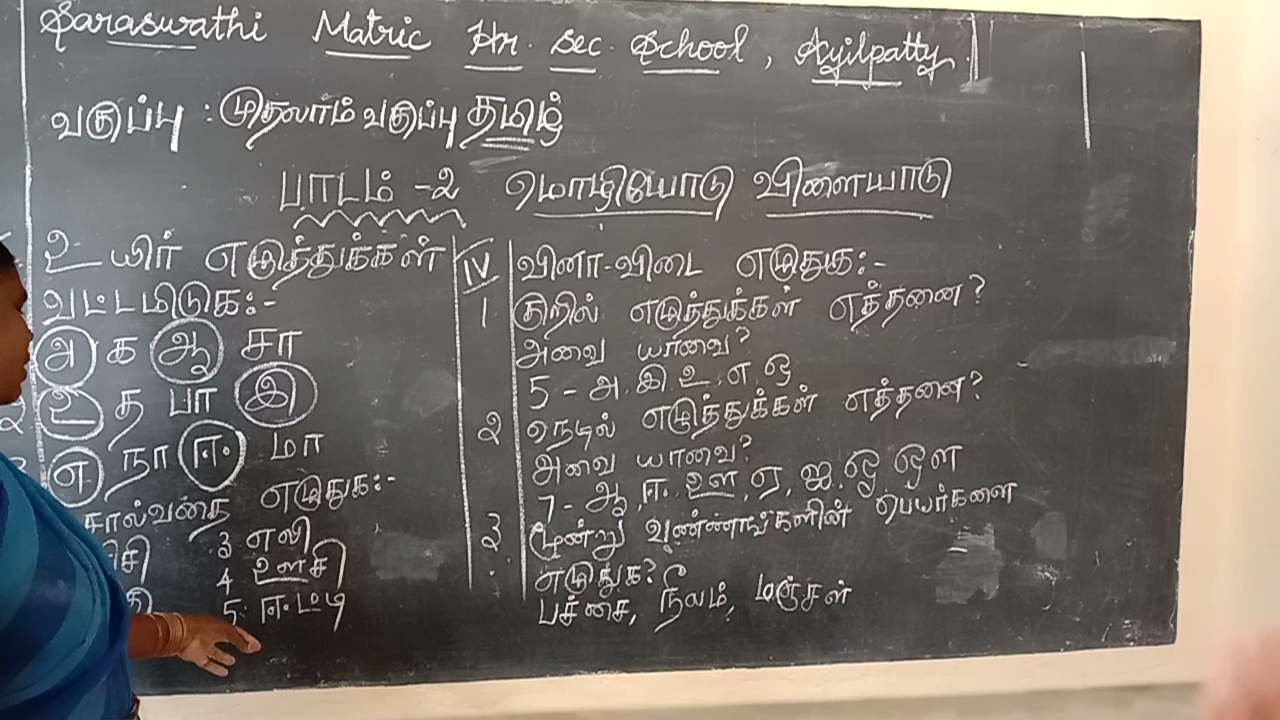 Saraswathi Matric Hr. Sec. School, Ayilpatty.
வகுப்பு : முதலாம் வகுப்பு தமிழ்
பாடம் -2 மொழியோடு விளையாடு
உயிர் எழுத்துக்கள்
வட்டமிடுக:-
அ க ஆ சா
2 உ த பா இ
எ நா ஈ மா
எழுதுக:-
3 எலி
4 ஊசி
5. ஈட்டி
IV வினா-விடை எழுதுக:-
1 குறில் எழுத்துக்கள் எத்தனை?
அவை யாவை?
5 - அ, இ, உ, எ, ஒ
2 நெடில் எழுத்துக்கள் எத்தனை?
அவை யாவை?
7 - ஆ, ஈ, ஊ, ஏ, ஐ, ஓ, ஔ
3 மூன்று வண்ணங்களின் பெயர்களை
எழுதுக?
பச்சை, நீலம், மஞ்சள்